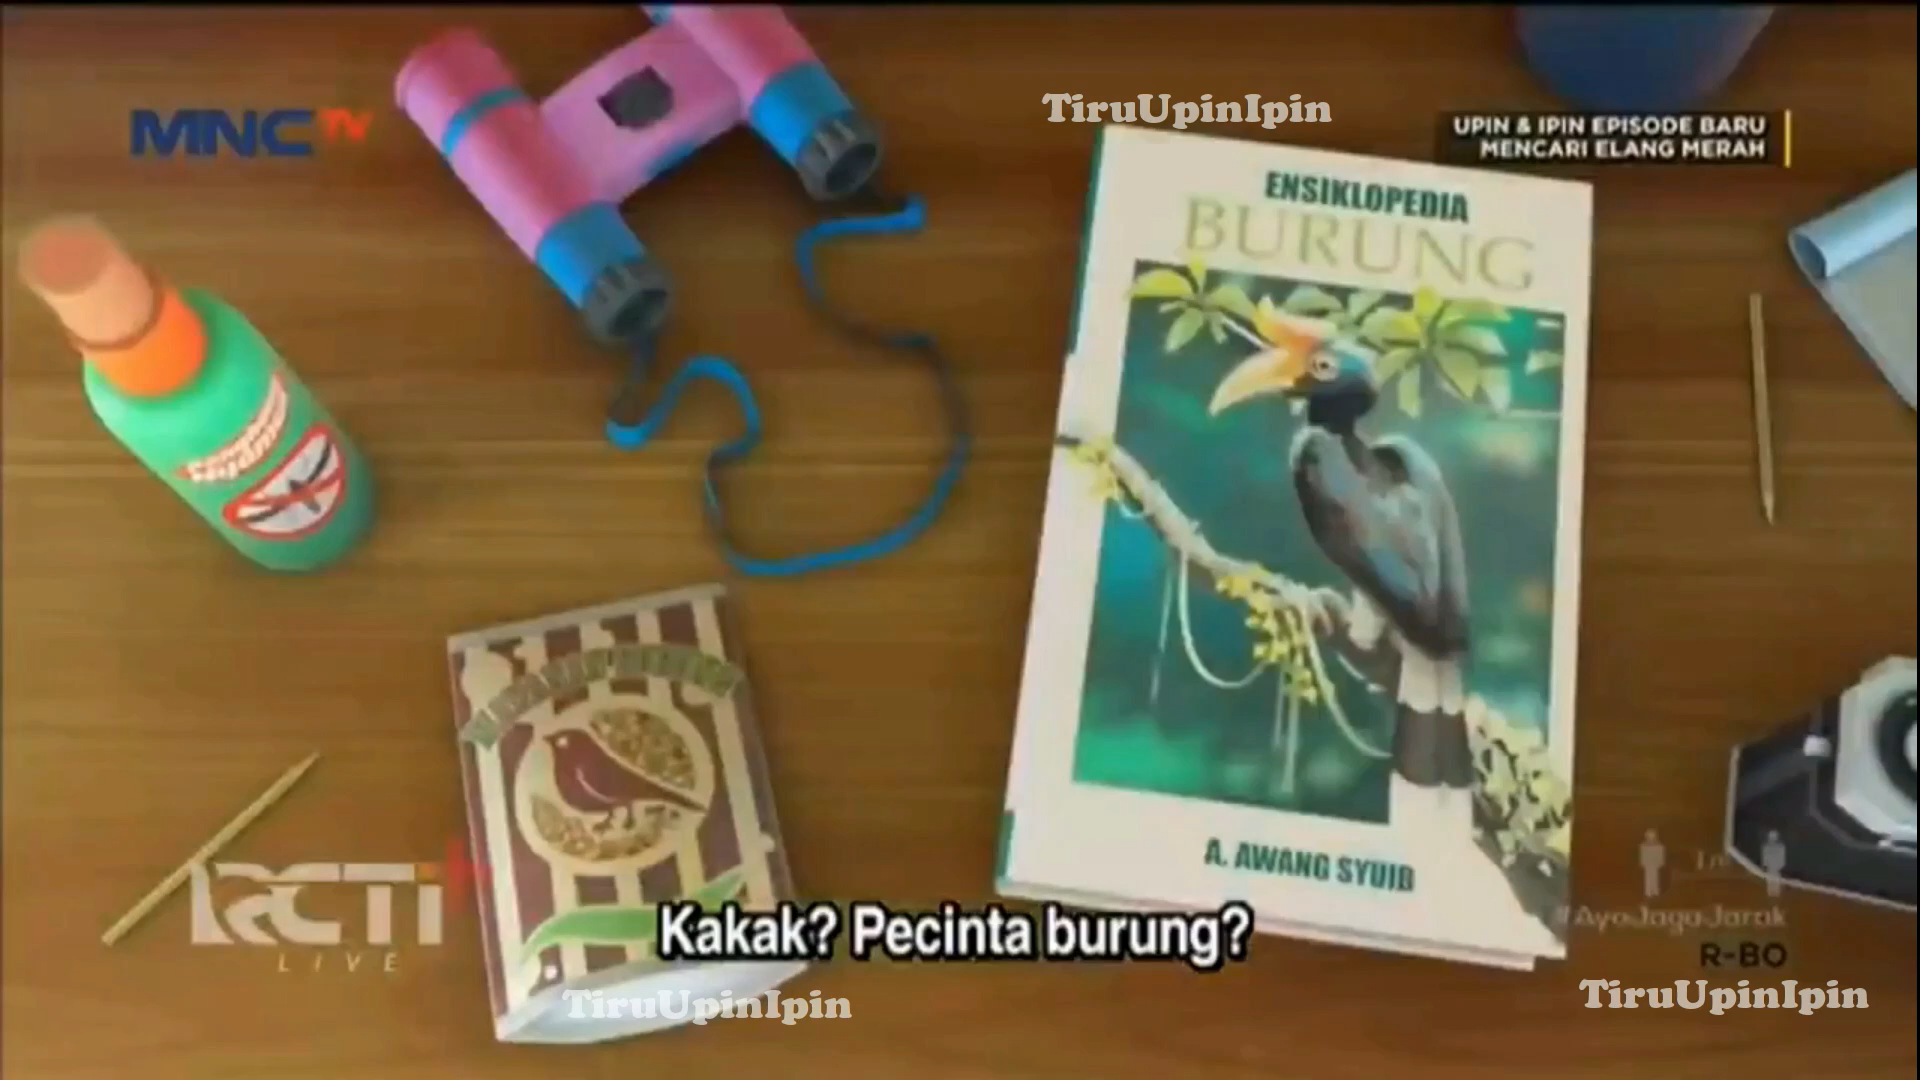 MNCTV
TiruUpinIpin
UPIN & IPIN EPISODE BARU
MENCARI ELANG MERAH
ENSIKLOPEDIA
BURUNG
A. AWANG SYUIB
RCTI+
LIVE
Kakak? Pecinta burung?
1m
#AyoJagaJarak
R-BO
TiruUpinIpin
TiruUpinIpin